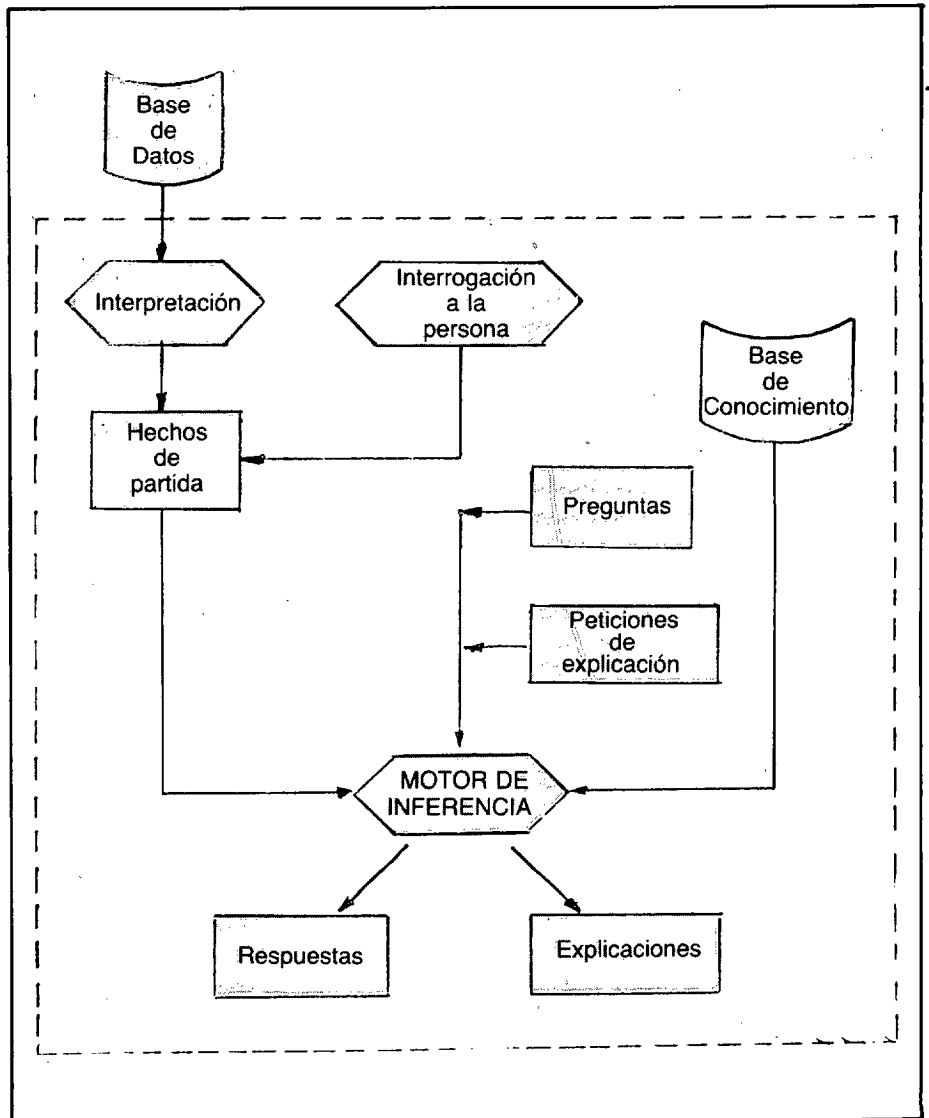 Base
de
Datos
Interpretación
Interrogación
a la
persona
Base
de
Conocimiento
Hechos
de
partida
Preguntas
Peticiones
de
explicación
MOTOR DE
INFERENCIA
Respuestas
Explicaciones